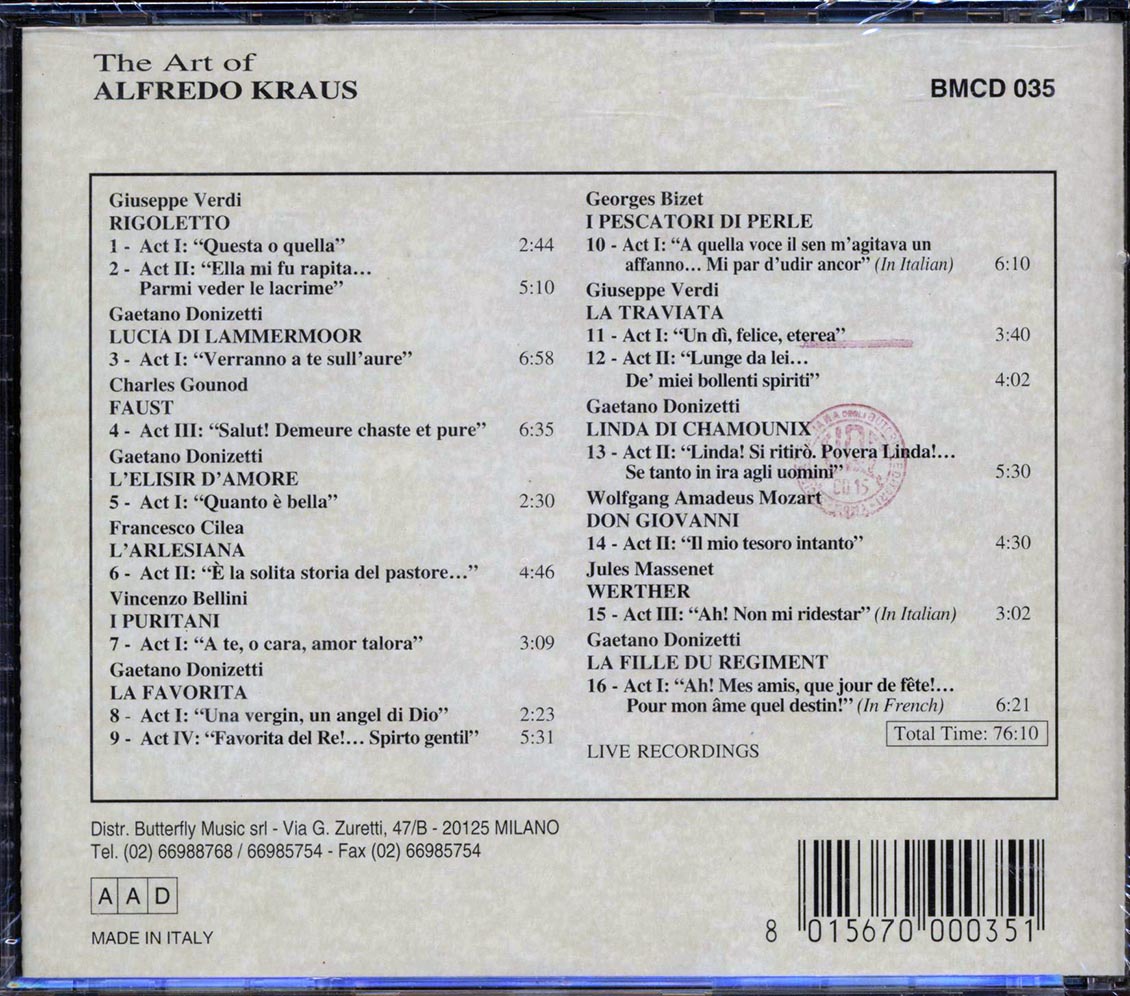 The Art of
ALFREDO KRAUS
BMCD 035
Giuseppe Verdi
RIGOLETTO
1 - Act I: “Questa o quella” 2:44
2 - Act II: “Ella mi fu rapita...
Parmi veder le lacrime” 5:10
Gaetano Donizetti
LUCIA DI LAMMERMOOR
3 - Act I: “Verranno a te sull'aure” 6:58
Charles Gounod
FAUST
4 - Act III: “Salut! Demeure chaste et pure” 6:35
Gaetano Donizetti
L'ELISIR D'AMORE
5 - Act I: “Quanto è bella” 2:30
Francesco Cilea
L'ARLESIANA
6 - Act II: “È la solita storia del pastore...” 4:46
Vincenzo Bellini
I PURITANI
7 - Act I: “A te, o cara, amor talora” 3:09
Gaetano Donizetti
LA FAVORITA
8 - Act I: “Una vergin, un angel di Dio” 2:23
9 - Act IV: “Favorita del Re!... Spirto gentil” 5:31
Georges Bizet
I PESCATORI DI PERLE
10 - Act I: “A quella voce il sen m'agitava un
affanno... Mi par d'udir ancor” (In Italian) 6:10
Giuseppe Verdi
LA TRAVIATA
11 - Act I: “Un dì, felice, eterea” 3:40
12 - Act II: “Lunge da lei...
De' miei bollenti spiriti” 4:02
Gaetano Donizetti
LINDA DI CHAMOUNIX
13 - Act II: “Linda! Si ritirò. Povera Linda!...
Se tanto in ira agli uomini” 5:30
Wolfgang Amadeus Mozart
DON GIOVANNI
14 - Act II: “Il mio tesoro intanto” 4:30
Jules Massenet
WERTHER
15 - Act III: “Ah! Non mi ridestar” (In Italian) 3:02
Gaetano Donizetti
LA FILLE DU REGIMENT
16 - Act I: “Ah! Mes amis, que jour de fête!...
Pour mon âme quel destin!” (In French) 6:21
Total Time: 76:10
LIVE RECORDINGS
Distr. Butterfly Music srl - Via G. Zuretti, 47/B - 20125 MILANO
Tel. (02) 66988768 / 66985754 - Fax (02) 66985754
AAD
MADE IN ITALY
8 015670 000351